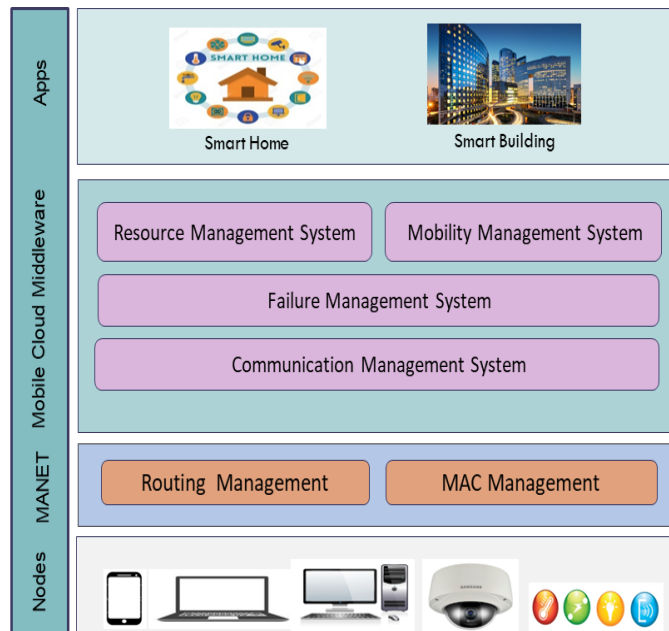 Apps
SMART HOME
Smart Home
Smart Building
Mobile Cloud Middleware
Resource Management System
Mobility Management System
Failure Management System
Communication Management System
MANET
Routing Management
MAC Management
Nodes
SAMSUNG